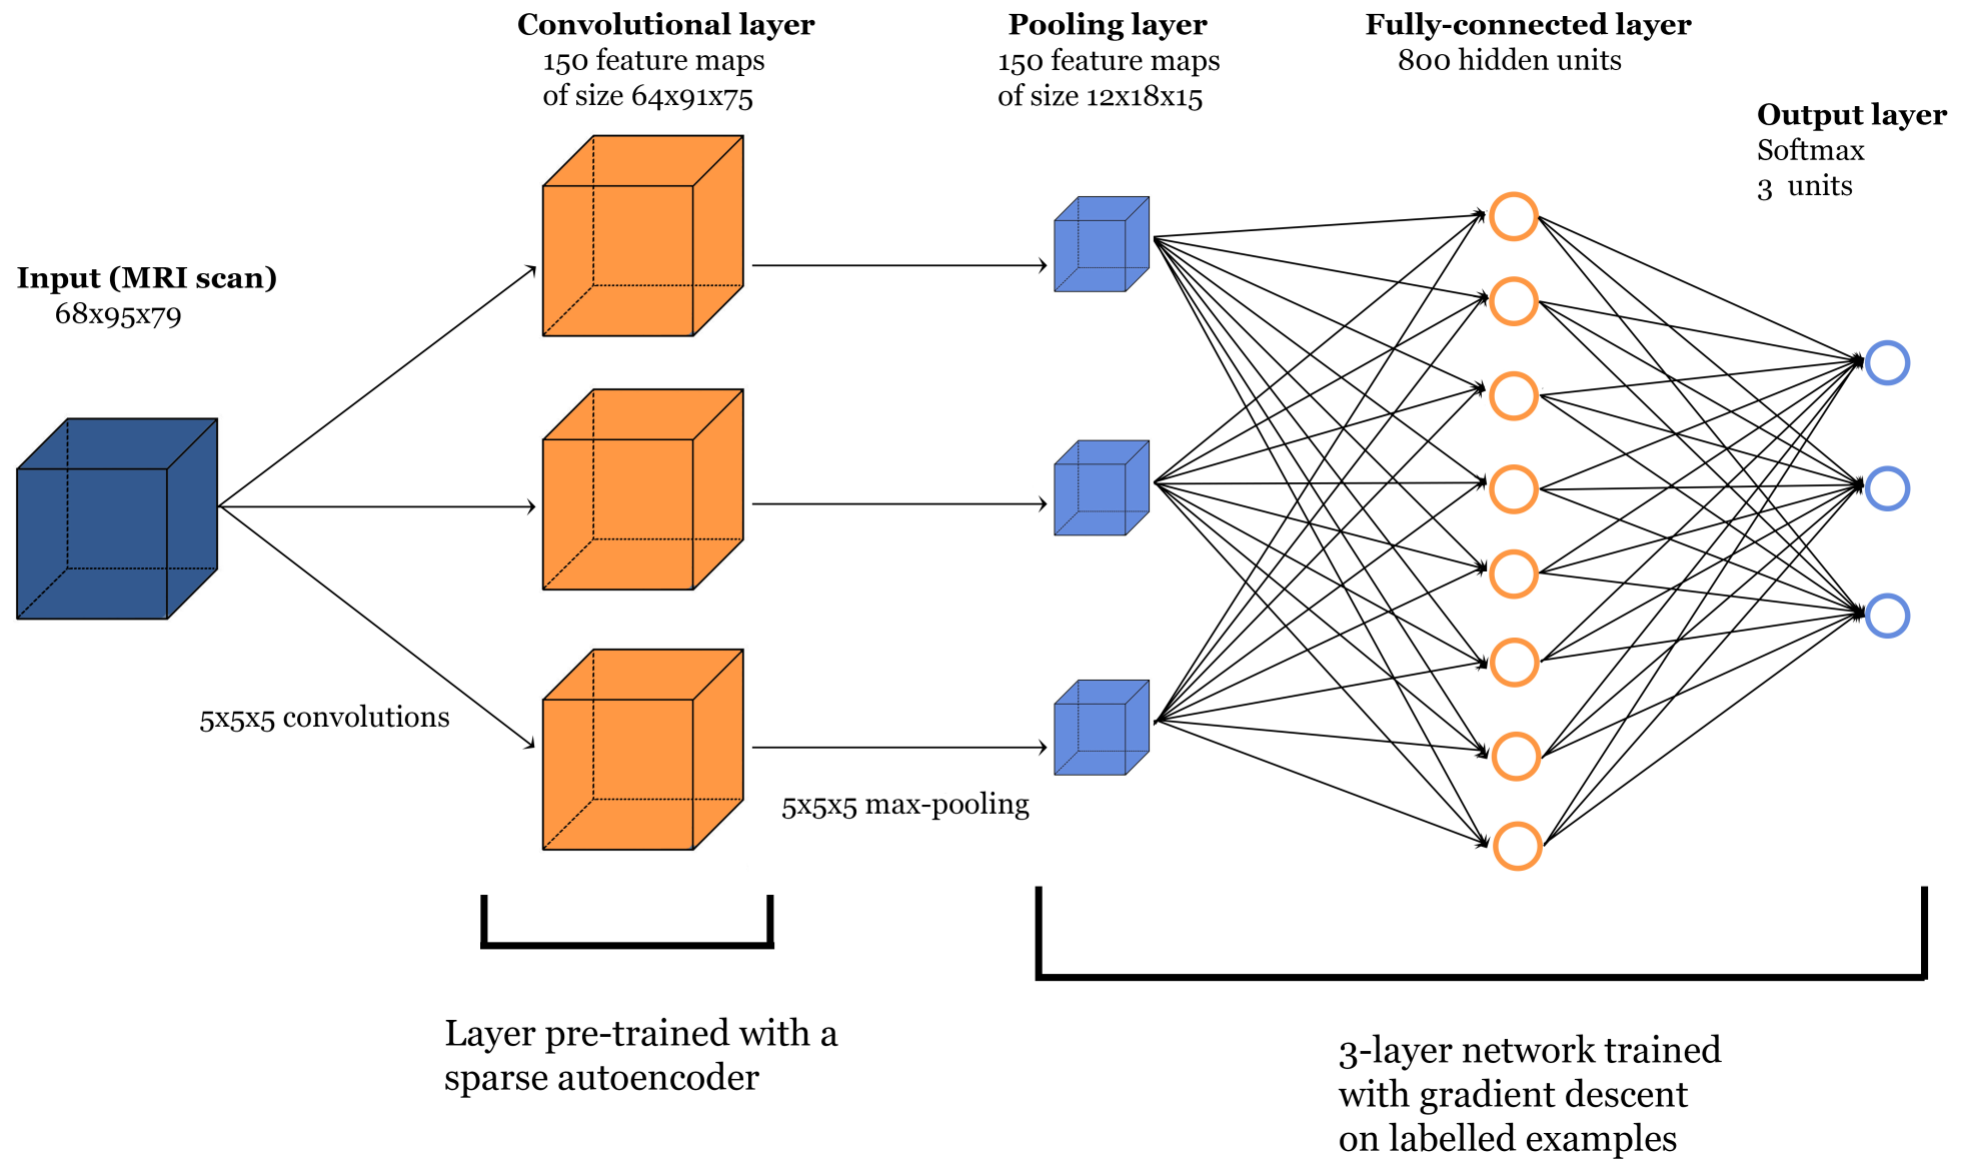 Convolutional layer
150 feature maps
of size 64x91x75
Pooling layer
150 feature maps
of size 12x18x15
Fully-connected layer
800 hidden units
Output layer
Softmax
3 units
Input (MRI scan)
68x95x79
5x5x5 convolutions
5x5x5 max-pooling
Layer pre-trained with a
sparse autoencoder
3-layer network trained
with gradient descent
on labelled examples